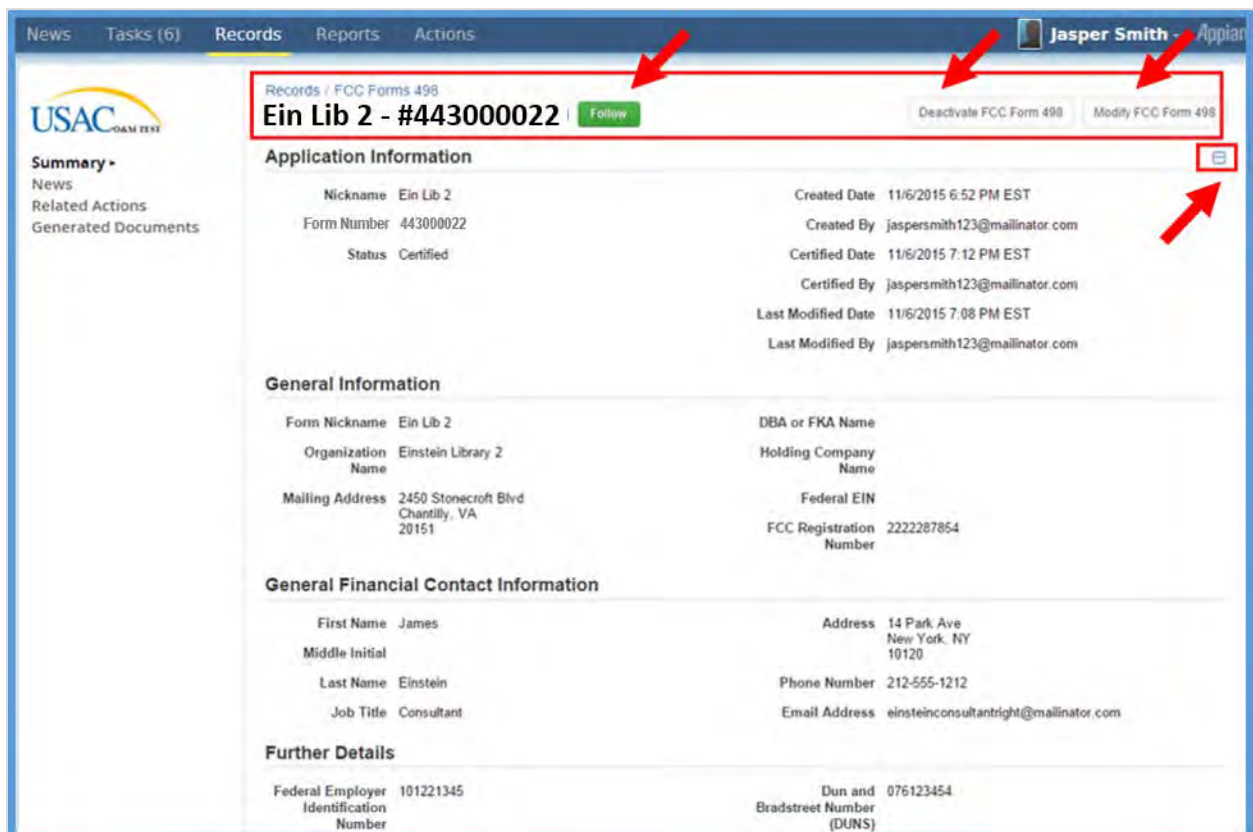 News Tasks (6) Records Reports Actions Jasper Smith - Appian
USAC O&M TEST
Summary
News
Related Actions
Generated Documents
Records / FCC Forms 498
Ein Lib 2 - #443000022 Follow Deactivate FCC Form 498 Modify FCC Form 498
Application Information
Nickname Ein Lib 2
Form Number 443000022
Status Certified
Created Date 11/6/2015 6:52 PM EST
Created By jaspersmith123@mailinator.com
Certified Date 11/6/2015 7:12 PM EST
Certified By jaspersmith123@mailinator.com
Last Modified Date 11/6/2015 7:08 PM EST
Last Modified By jaspersmith123@mailinator.com
General Information
Form Nickname Ein Lib 2
Organization Einstein Library 2
Name
Mailing Address 2450 Stonecroft Blvd
Chantilly, VA
20151
DBA or FKA Name
Holding Company
Name
Federal EIN
FCC Registration 2222287854
Number
General Financial Contact Information
First Name James
Middle Initial
Last Name Einstein
Job Title Consultant
Address 14 Park Ave
New York, NY
10120
Phone Number 212-555-1212
Email Address einsteinconsultantright@mailinator.com
Further Details
Federal Employer 101221345
Identification
Number
Dun and 076123454
Bradstreet Number
(DUNS)